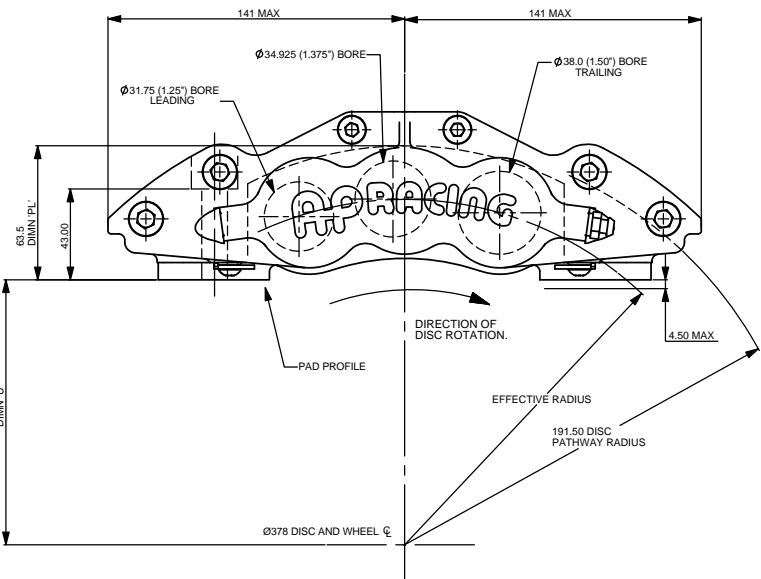 141 MAX
141 MAX
Ø34.925 (1.375") BORE
Ø38.0 (1.50") BORE
TRAILING
Ø31.75 (1.25") BORE
LEADING
63.5
DIMN 'PL'
43.00
AP RACING
DIRECTION OF
DISC ROTATION.
4.50 MAX
PAD PROFILE
EFFECTIVE RADIUS
191.50 DISC
PATHWAY RADIUS
DIMN
Ø378 DISC AND WHEEL ℄